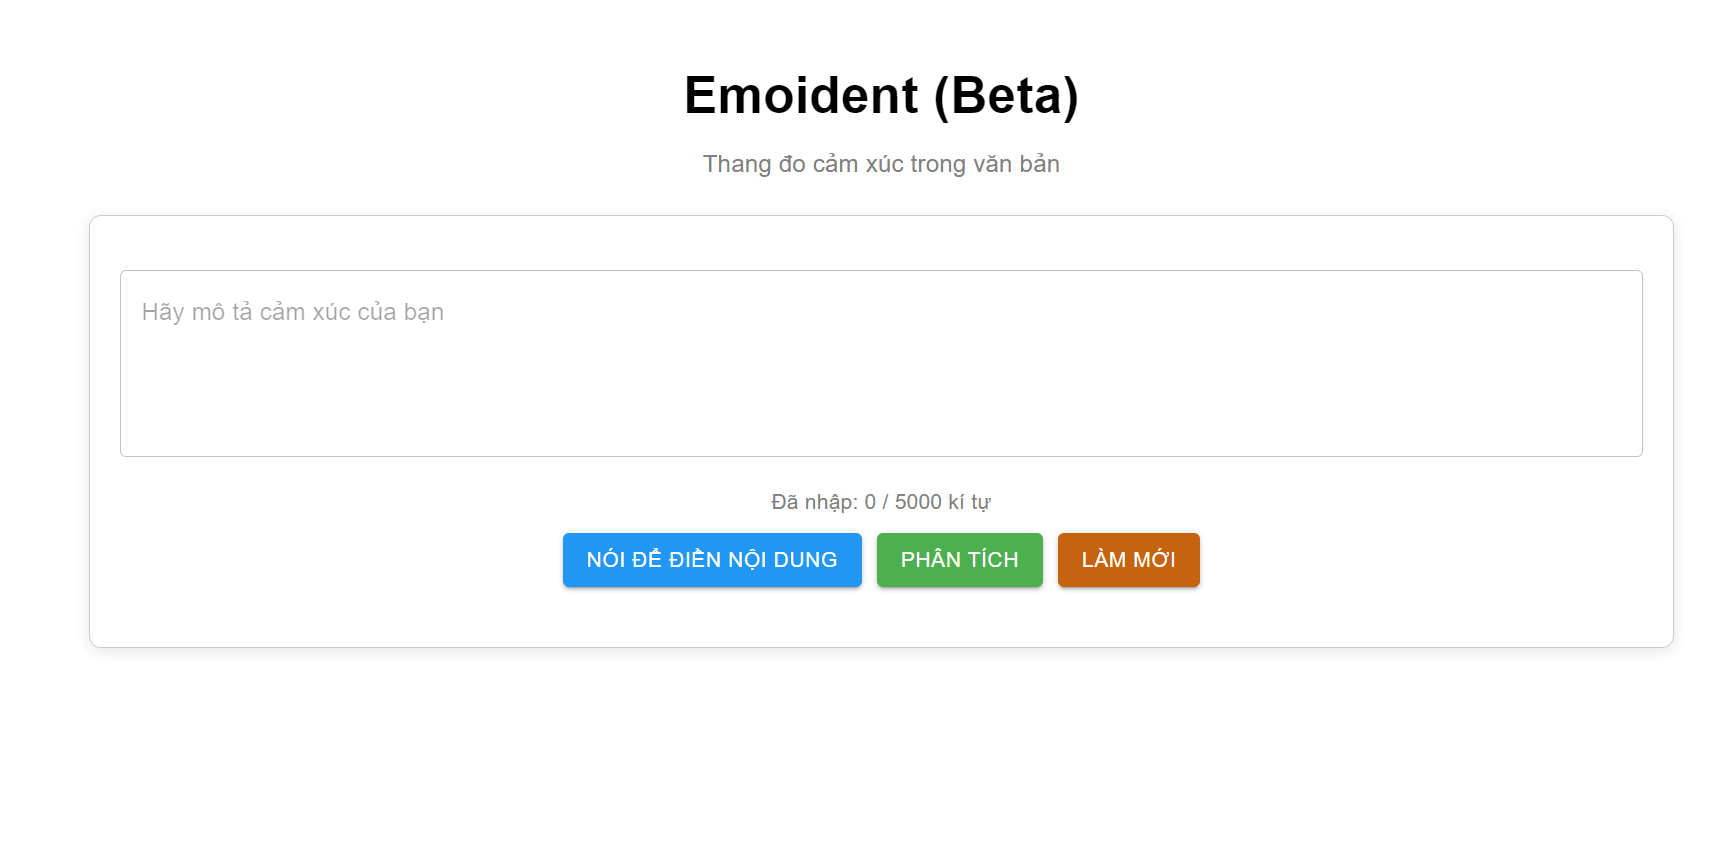 Emoident (Beta)
Thang đo cảm xúc trong văn bản
Hãy mô tả cảm xúc của bạn
Đã nhập: 0 / 5000 kí tự
NÓI ĐỂ ĐIỀN NỘI DUNG PHÂN TÍCH LÀM MỚI